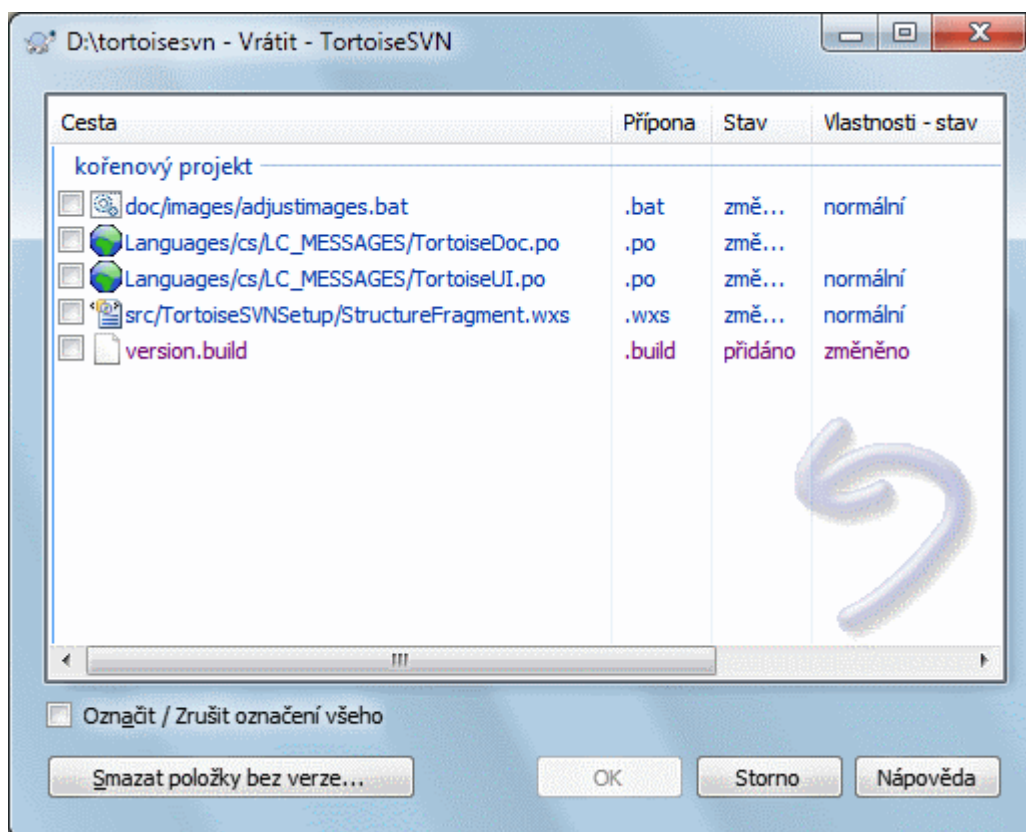 D:\tortoisesvn - Vrátit - TortoiseSVN
Cesta Přípona Stav Vlastnosti - stav
kořenový projekt
doc/images/adjustimages.bat .bat změ... normální
Languages/cs/LC_MESSAGES/TortoiseDoc.po .po změ...
Languages/cs/LC_MESSAGES/TortoiseUI.po .po změ... normální
src/TortoiseSVNSetup/StructureFragment.wxs .wxs změ... normální
version.build .build přidáno změněno
Označit / Zrušit označení všeho
Smazat položky bez verze... OK Storno Nápověda